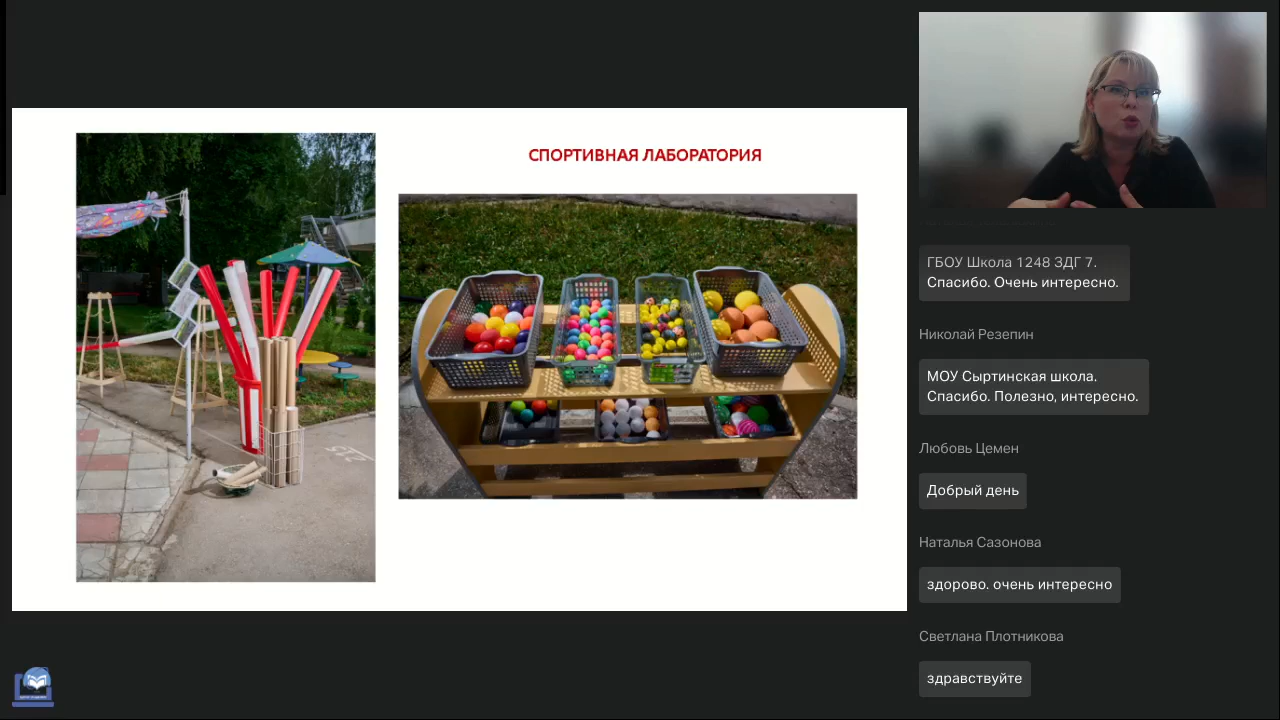 СПОРТИВНАЯ ЛАБОРАТОРИЯ
ГБОУ Школа 1248 ЗДГ 7.
Спасибо. Очень интересно.
Николай Резепин
МОУ Сыртинская школа.
Спасибо. Полезно, интересно.
Любовь Цемен
Добрый день
Наталья Сазонова
здорово. очень интересно
Светлана Плотникова
здравствуйте